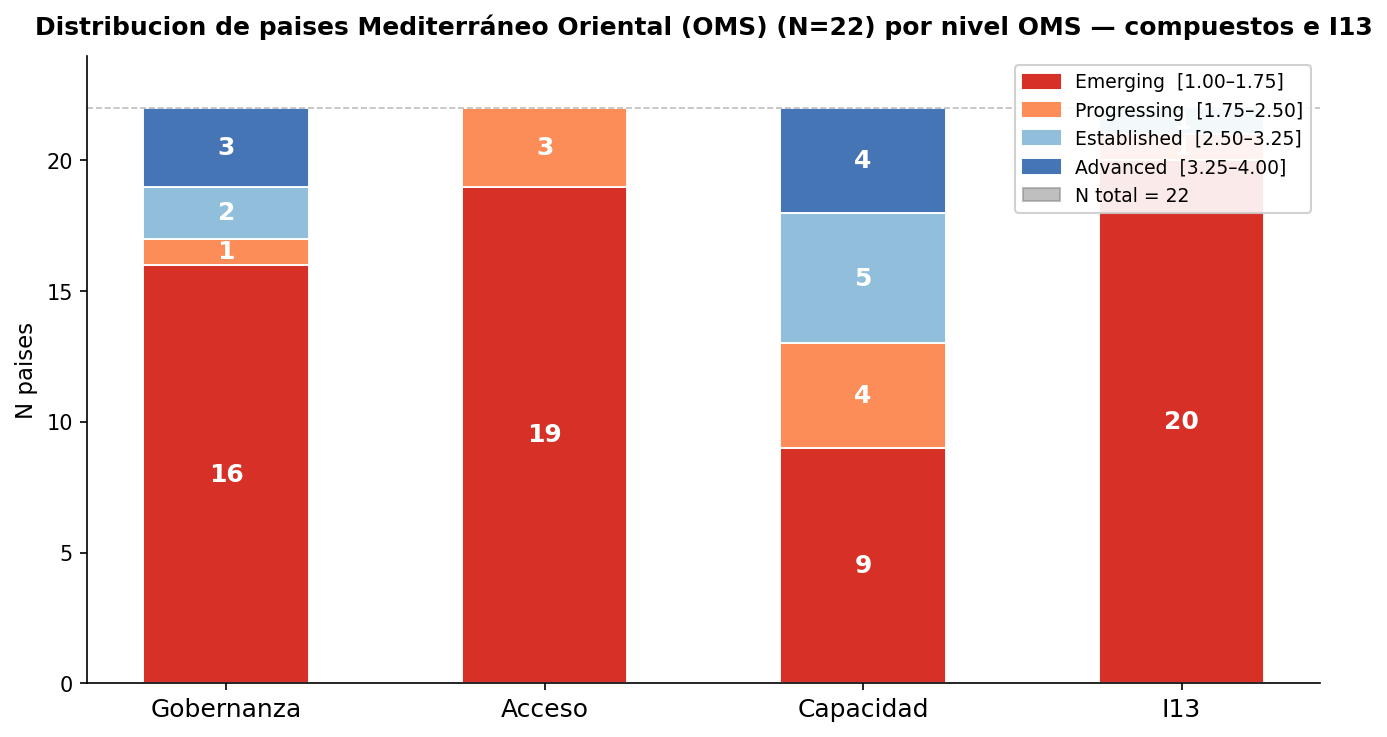 Distribucion de paises Mediterráneo Oriental (OMS) (N=22) por nivel OMS — compuestos e I13
Emerging [1.00–1.75]
Progressing [1.75–2.50]
Established [2.50–3.25]
Advanced [3.25–4.00]
N total = 22
N paises
20
15
10
5
0
3
2
1
16
3
19
4
5
4
9
20
Gobernanza
Acceso
Capacidad
I13